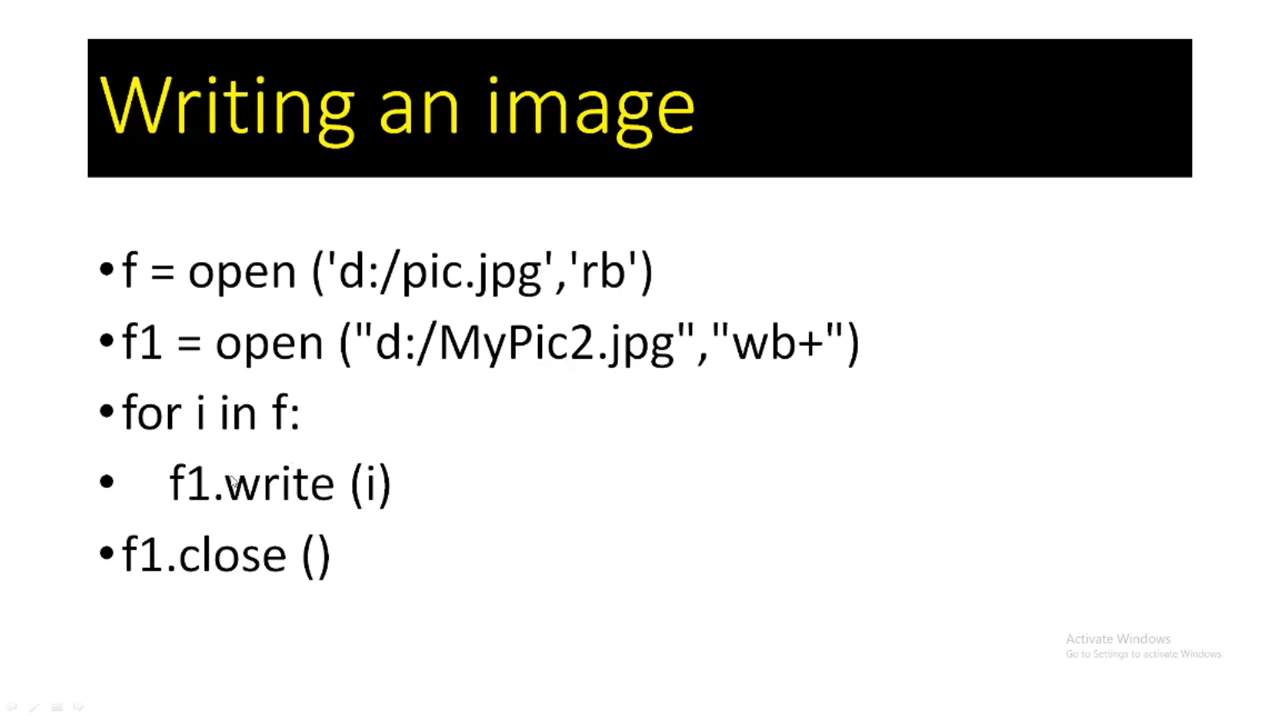 Writing an image
•f = open ('d:/pic.jpg','rb')
•f1 = open ("d:/MyPic2.jpg","wb+")
•for i in f:
•    f1.write (i)
•f1.close ()
Activate Windows
Go to Settings to activate Windows.